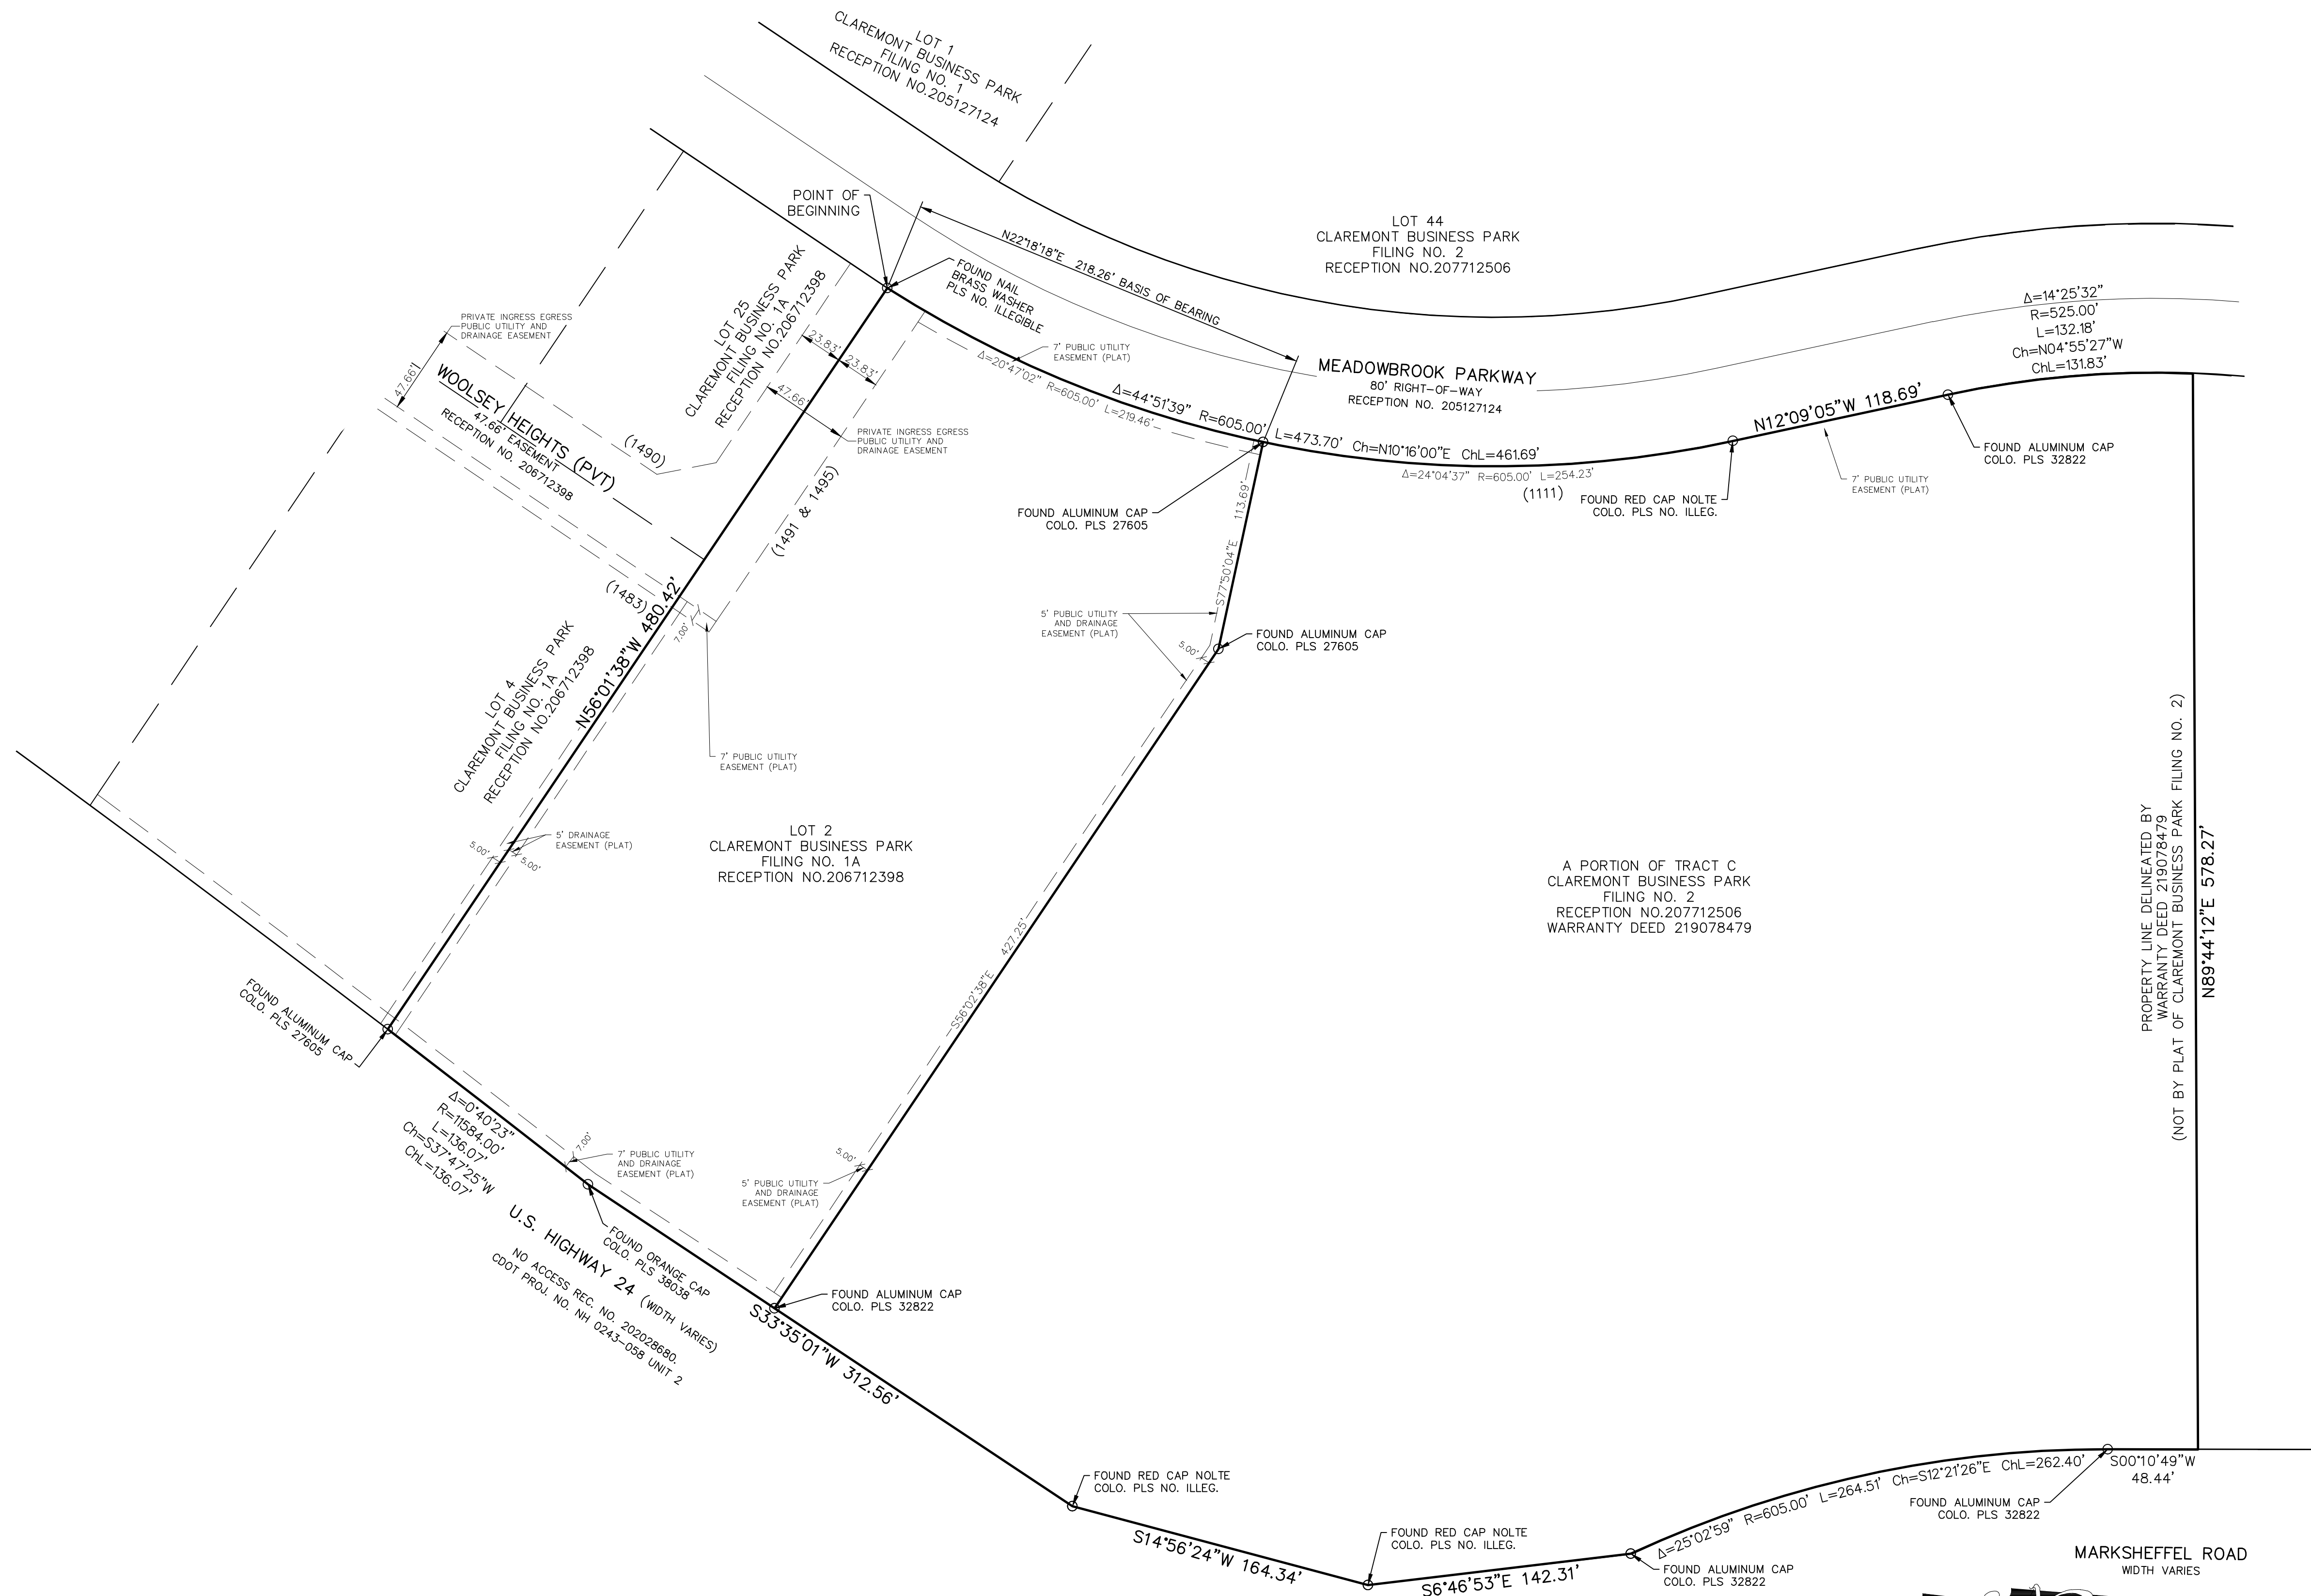 LOT 1
CLAREMONT BUSINESS PARK
FILING NO. 1
RECEPTION NO.205127124
POINT OF
BEGINNING
N22°18'18"E 218.26' BASIS OF BEARING
FOUND NAIL
BRASS WASHER
PLS NO. ILLEGIBLE
LOT 44
CLAREMONT BUSINESS PARK
FILING NO. 2
RECEPTION NO.207712506
Δ=14°25'32"
R=525.00'
L=132.18'
Ch=N04°55'27"W
ChL=131.83'
LOT 25
CLAREMONT BUSINESS PARK
FILING NO. 1A
RECEPTION NO.206712398
PRIVATE INGRESS EGRESS
PUBLIC UTILITY AND
DRAINAGE EASEMENT
47.66'
WOOLSEY HEIGHTS (PVT)
47.66' EASEMENT
RECEPTION NO. 206712398
(1490)
23.83'
23.83'
47.66'
PRIVATE INGRESS EGRESS
PUBLIC UTILITY AND
DRAINAGE EASEMENT
(1491 & 1495)
7' PUBLIC UTILITY
EASEMENT (PLAT)
Δ=20°47'02" R=605.00' L=219.46'
Δ=44°51'39" R=605.00' L=473.70' Ch=N10°16'00"E ChL=461.69'
MEADOWBROOK PARKWAY
80' RIGHT-OF-WAY
RECEPTION NO. 205127124
Δ=24°04'37" R=605.00' L=254.23'
(1111)
N12°09'05"W 118.69'
FOUND ALUMINUM CAP
COLO. PLS 32822
7' PUBLIC UTILITY
EASEMENT (PLAT)
FOUND RED CAP NOLTE
COLO. PLS NO. ILLEG.
FOUND ALUMINUM CAP
COLO. PLS 27605
S77°50'04"E 113.69'
5' PUBLIC UTILITY
AND DRAINAGE
EASEMENT (PLAT)
5.00'
FOUND ALUMINUM CAP
COLO. PLS 27605
(1483)
7.00'
N56°01'38"W 480.42'
LOT 4
CLAREMONT BUSINESS PARK
FILING NO. 1A
RECEPTION NO.206712398
7' PUBLIC UTILITY
EASEMENT (PLAT)
5' DRAINAGE
EASEMENT (PLAT)
5.00'
5.00'
LOT 2
CLAREMONT BUSINESS PARK
FILING NO. 1A
RECEPTION NO.206712398
S56°02'38"E 427.25'
A PORTION OF TRACT C
CLAREMONT BUSINESS PARK
FILING NO. 2
RECEPTION NO.207712506
WARRANTY DEED 219078479
PROPERTY LINE DELINEATED BY
WARRANTY DEED 219078479
(NOT BY PLAT OF CLAREMONT BUSINESS PARK FILING NO. 2)
N89°44'12"E 578.27'
FOUND ALUMINUM CAP
COLO. PLS 27605
Δ=0°40'23"
R=11584.00'
L=136.07'
Ch=S37°47'25"W
ChL=136.07'
7.00'
7' PUBLIC UTILITY
AND DRAINAGE
EASEMENT (PLAT)
5.00'
5' PUBLIC UTILITY
AND DRAINAGE
EASEMENT (PLAT)
U.S. HIGHWAY 24 (WIDTH VARIES)
NO ACCESS REC. NO. 202028680.
CDOT PROJ. NO. NH 0243-058 UNIT 2
FOUND ORANGE CAP
COLO. PLS 38038
FOUND ALUMINUM CAP
COLO. PLS 32822
S33°35'01"W 312.56'
FOUND RED CAP NOLTE
COLO. PLS NO. ILLEG.
S14°56'24"W 164.34'
FOUND RED CAP NOLTE
COLO. PLS NO. ILLEG.
S6°46'53"E 142.31'
FOUND ALUMINUM CAP
COLO. PLS 32822
Δ=25°02'59" R=605.00' L=264.51' Ch=S12°21'26"E ChL=262.40'
S00°10'49"W
48.44'
FOUND ALUMINUM CAP
COLO. PLS 32822
MARKSHEFFEL ROAD
WIDTH VARIES